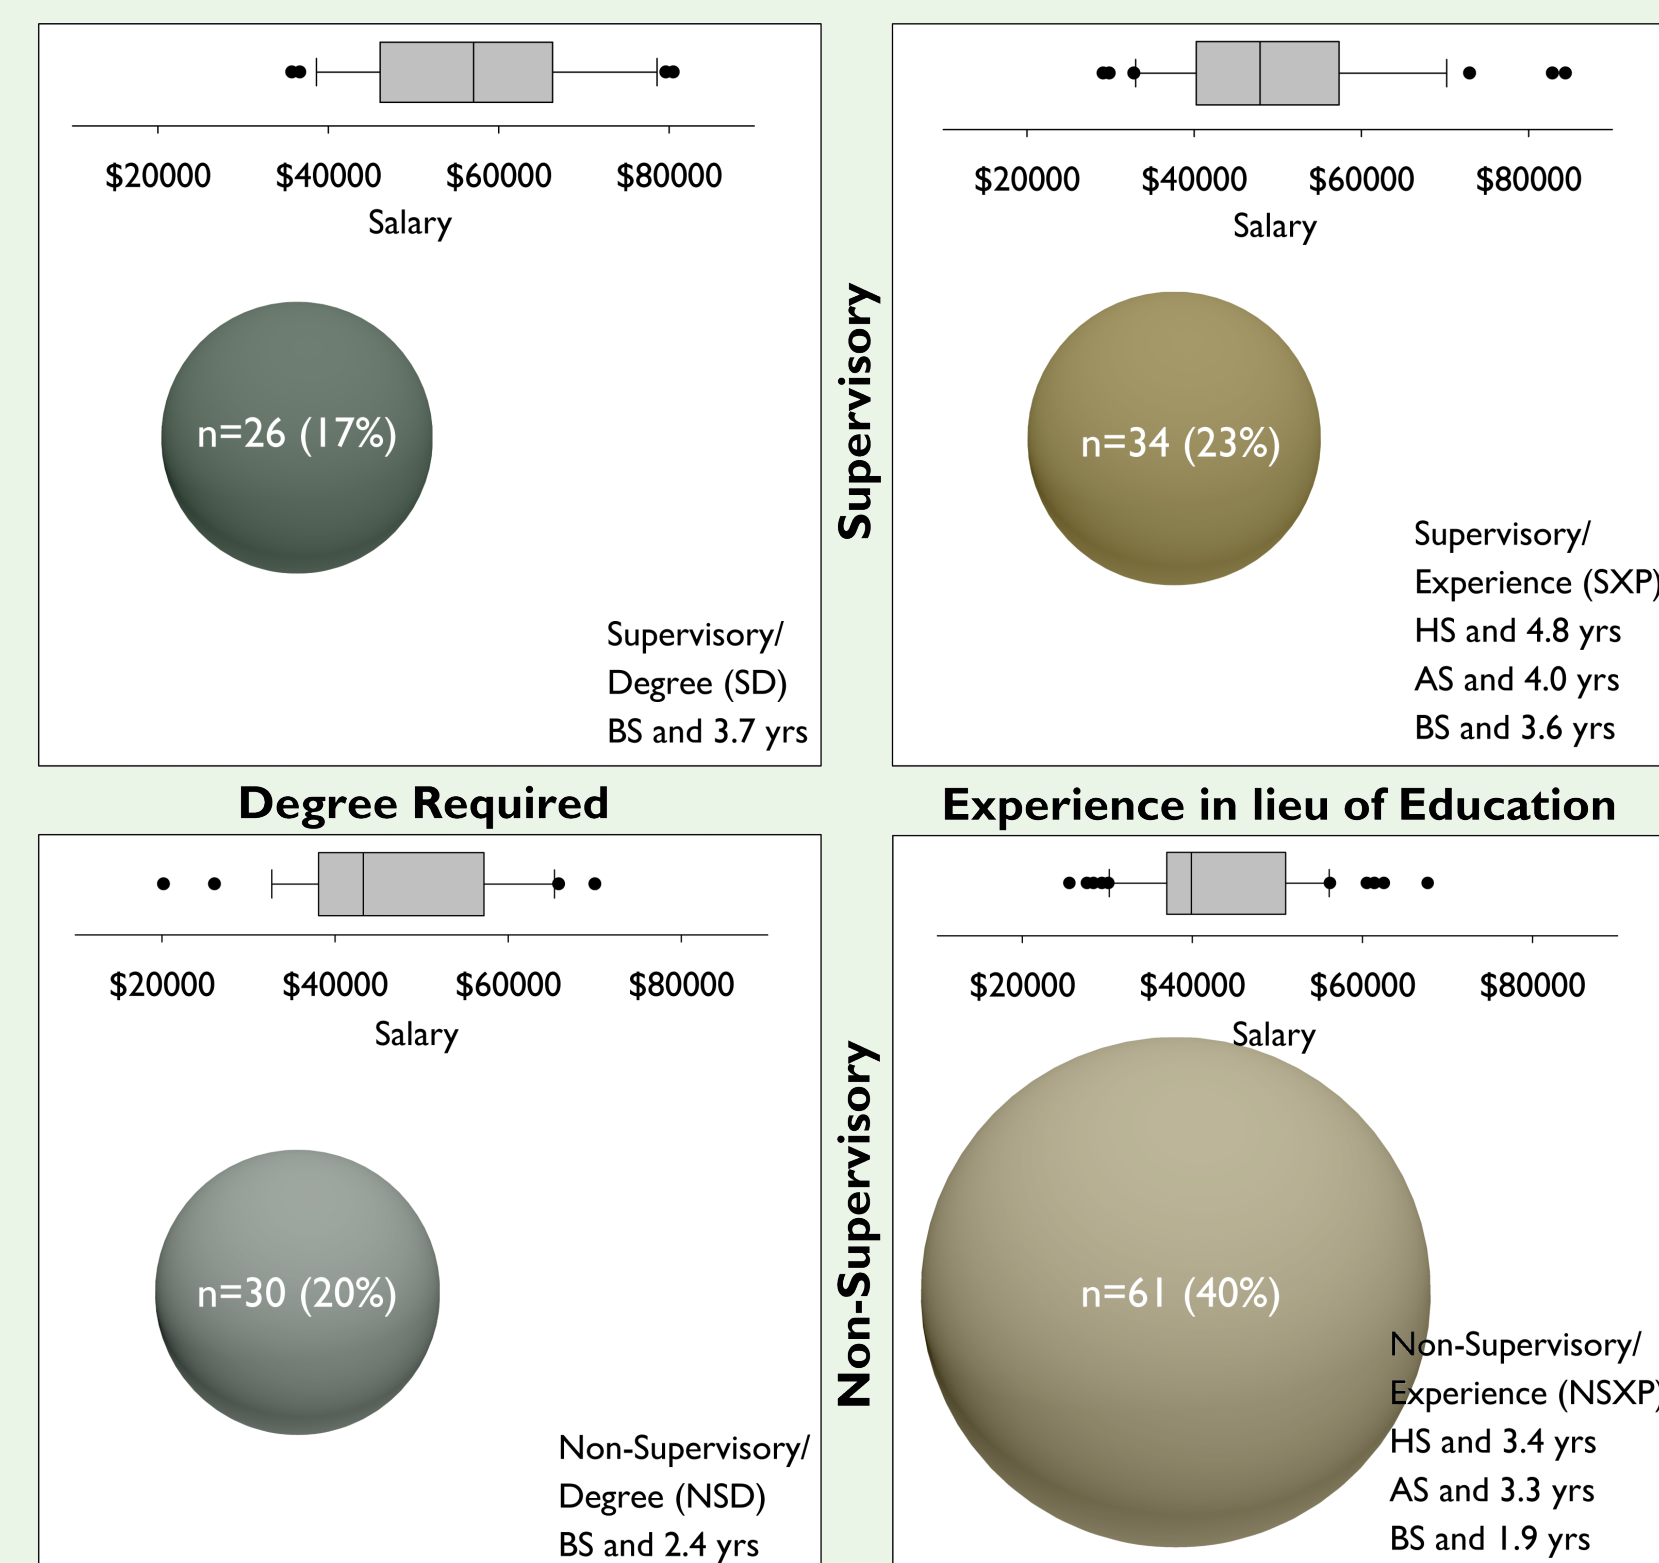 $20000 $40000 $60000 $80000
Salary
n=26 (17%)
Supervisory/
Degree (SD)
BS and 3.7 yrs
Supervisory
$20000 $40000 $60000 $80000
Salary
n=34 (23%)
Supervisory/
Experience (SXP)
HS and 4.8 yrs
AS and 4.0 yrs
BS and 3.6 yrs
Degree Required
Experience in lieu of Education
$20000 $40000 $60000 $80000
Salary
n=30 (20%)
Non-Supervisory/
Degree (NSD)
BS and 2.4 yrs
Non-Supervisory
$20000 $40000 $60000 $80000
Salary
n=61 (40%)
Non-Supervisory/
Experience (NSXP)
HS and 3.4 yrs
AS and 3.3 yrs
BS and 1.9 yrs